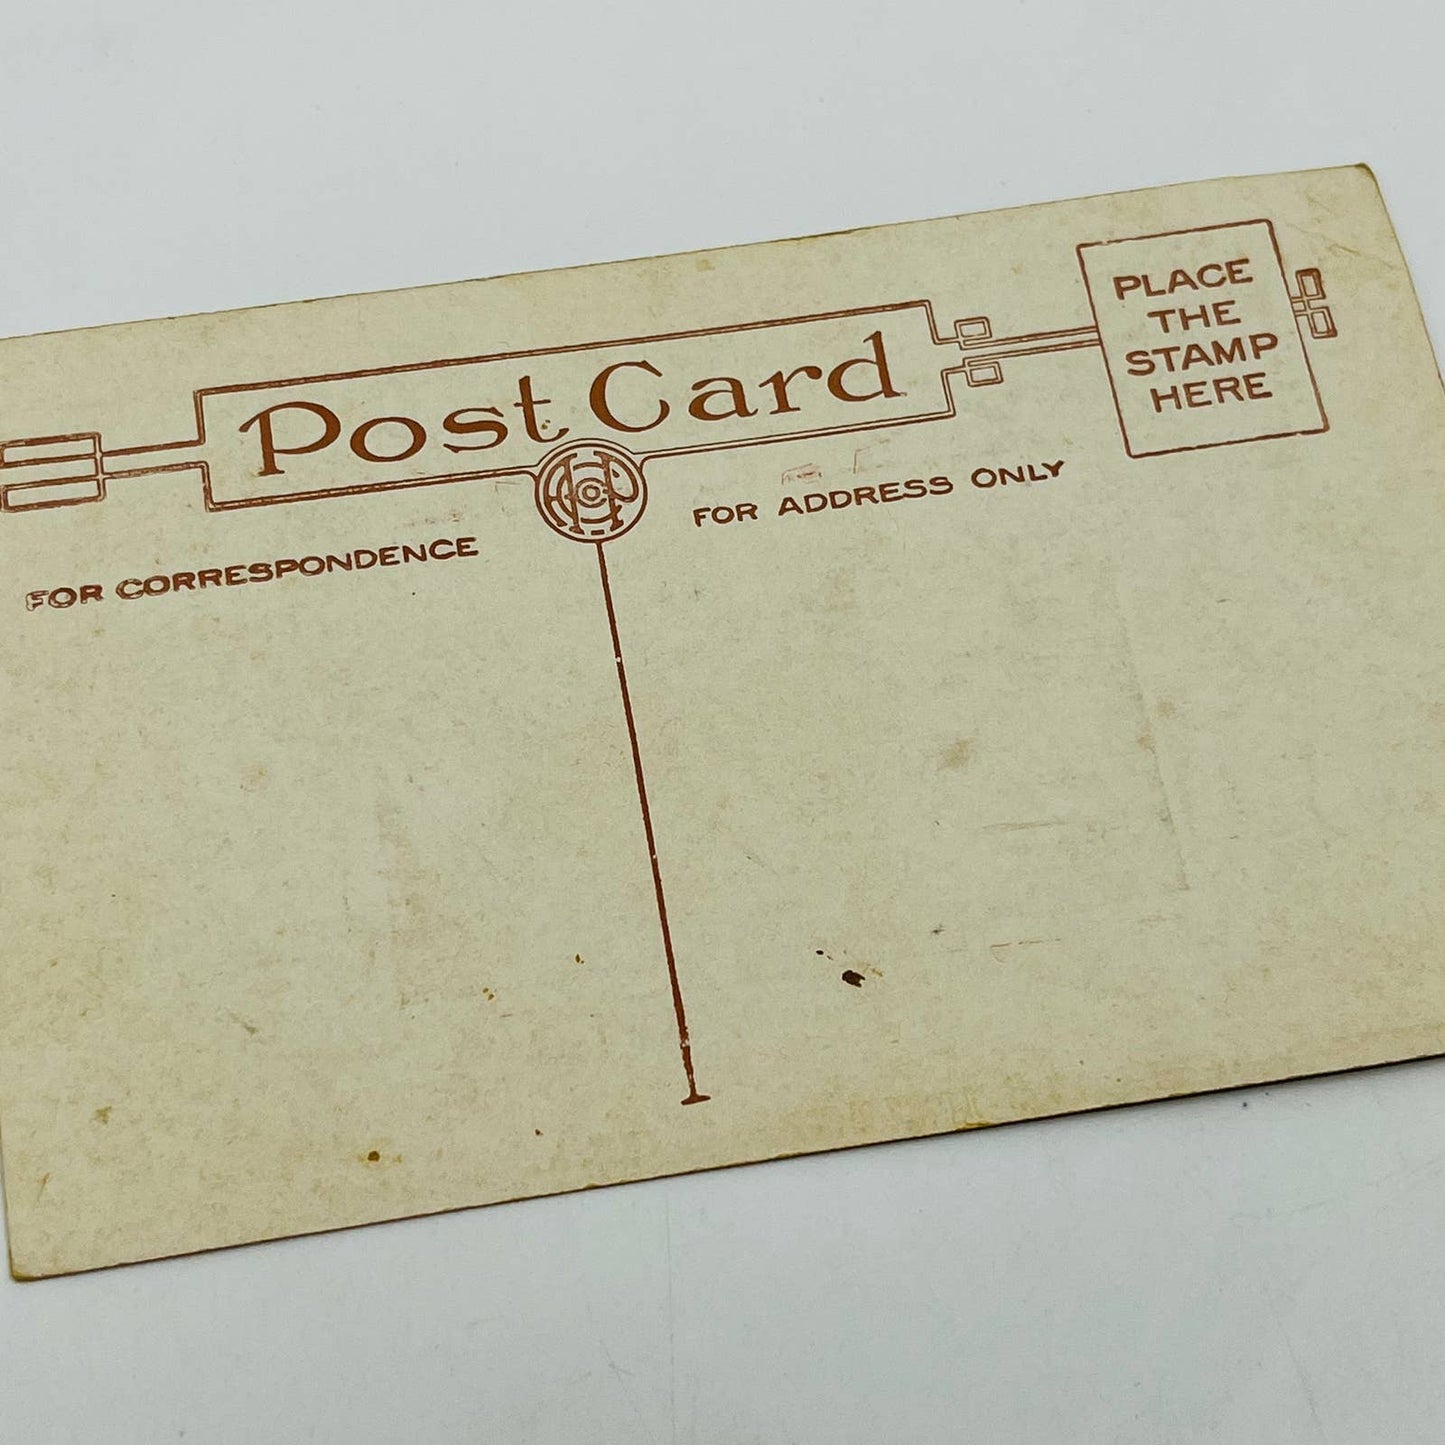 Post Card
PLACE
THE
STAMP
HERE
FOR CORRESPONDENCE
FOR ADDRESS ONLY